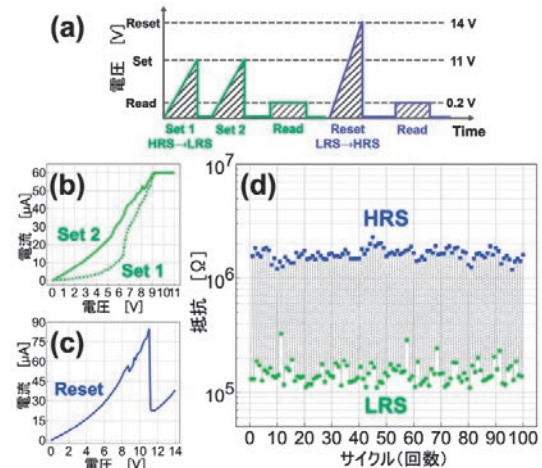 (a)
電圧 [V]
Reset
Set
Read
14 V
11 V
0.2 V
Set 1
HRS→LRS
Set 2
Read
Reset
LRS→HRS
Read
Time
(b)
電流 [μA]
60
50
40
30
20
10
0
Set 2
Set 1
0 1 2 3 4 5 6 7 8 9 10 11
電圧 [V]
(c)
電流 [μA]
90
75
60
45
30
15
0
Reset
0 2 4 6 8 10 12 14
電圧 [V]
(d)
抵抗 [Ω]
10⁷
10⁶
10⁵
HRS
LRS
0 10 20 30 40 50 60 70 80 90 100
サイクル(回数)